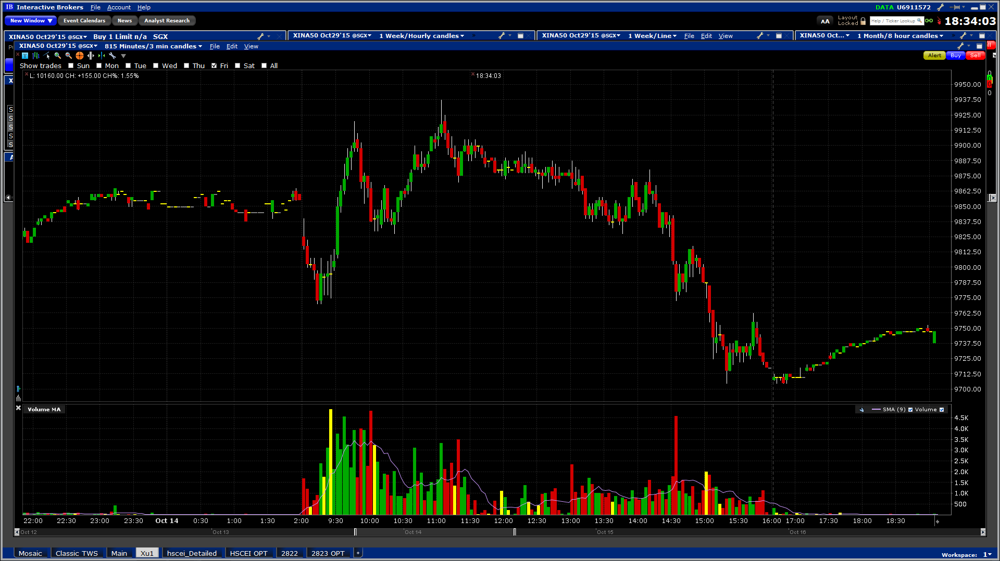 IB Interactive Brokers File Account Help DATA U6911572
New Window ▼ Event Calendars News Analyst Research AA Layout Locked Help / Ticker Lookup 18:34:03
XINA50 Oct29'15 @SGX Buy 1 Limit n/a SGX XINA50 Oct29'15 @SGX 1 Week/Hourly candles XINA50 Oct29'15 @SGX 1 Week/Line File Edit View XINA50 Oct... 1 Month/8 hour candles
XINA50 Oct29'15 @SGX 815 Minutes/3 min candles File Edit View
Alert Buy Sell
Show trades Sun Mon Tue Wed Thu Fri Sat All
L: 10160.00 CH: +155.00 CH%: 1.55% 18:34:03
9950.00
9937.50
9925.00
9912.50
9900.00
9887.50
9875.00
9862.50
9850.00
9837.50
9825.00
9812.50
9800.00
9787.50
9775.00
9762.50
9750.00
9737.50
9725.00
9712.50
9700.00
Volume MA SMA (9) Volume
4.5K
4.0K
3.5K
3.0K
2.5K
2.0K
1.5K
1.0K
500
22:00 22:30 23:00 23:30 Oct 14 0:30 1:00 1:30 2:00 9:30 10:00 10:30 11:00 11:30 12:00 12:30 13:00 13:30 14:00 14:30 15:00 15:30 16:00 17:00 17:30 18:00 18:30
Oct 12 Oct 13 Oct 14 Oct 15 Oct 16
Mosaic Classic TWS Main Xu1 hscei_Detailed HSCEI OPT 2822 2823 OPT +
Workspace: 1